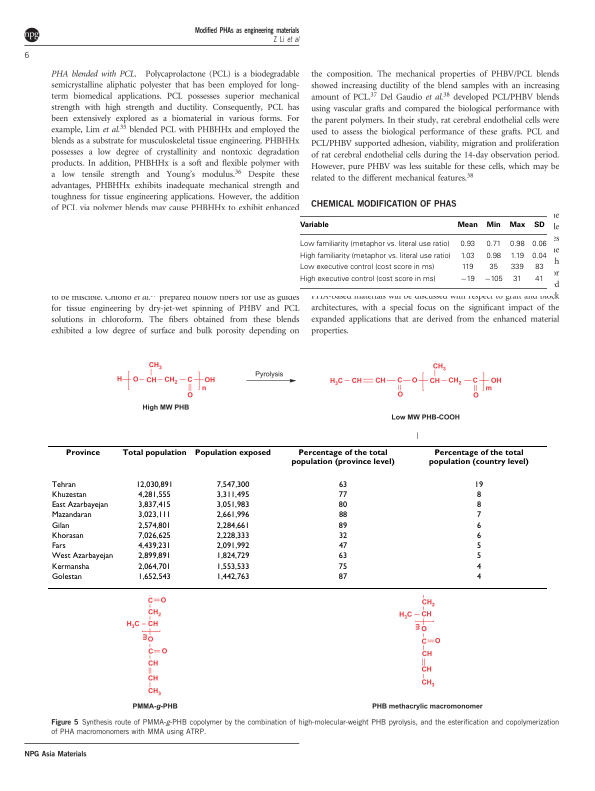 npg
Modified PHAs as engineering materials
Z Li et al
6
PHA blended with PCL. Polycaprolactone (PCL) is a biodegradable
semicrystalline aliphatic polyester that has been employed for long-
term biomedical applications. PCL possesses superior mechanical
strength with high strength and ductility. Consequently, PCL has
been extensively explored as a biomaterial in various forms. For
example, Lim et al.35 blended PCL with PHBHHx and employed the
blends as a substrate for musculoskeletal tissue engineering. PHBHHx
possesses a low degree of crystallinity and nontoxic degradation
products. In addition, PHBHHx is a soft and flexible polymer with
a low tensile strength and Young's modulus.36 Despite these
advantages, PHBHHx exhibits inadequate mechanical strength and
toughness for tissue engineering applications. However, the addition
of PCL via polymer blends may cause PHBHHx to exhibit enhanced
to be miscible. Chiono et al. prepared hollow fibers for use as guides
for tissue engineering by dry-jet-wet spinning of PHBV and PCL
solutions in chloroform. The fibers obtained from these blends
exhibited a low degree of surface and bulk porosity depending on
the composition. The mechanical properties of PHBV/PCL blends
showed increasing ductility of the blend samples with an increasing
amount of PCL.37 Del Gaudio et al.38 developed PCL/PHBV blends
using vascular grafts and compared the biological performance with
the parent polymers. In their study, rat cerebral endothelial cells were
used to assess the biological performance of these grafts. PCL and
PCL/PHBV supported adhesion, viability, migration and proliferation
of rat cerebral endothelial cells during the 14-day observation period.
However, pure PHBV was less suitable for these cells, which may be
related to the different mechanical features.38
CHEMICAL MODIFICATION OF PHAS
Variable Mean Min Max SD
Low familiarity (metaphor vs. literal use ratio) 0.93 0.71 0.98 0.06
High familiarity (metaphor vs. literal use ratio) 1.03 0.98 1.19 0.04
Low executive control (cost score in ms) 119 35 339 83
High executive control (cost score in ms) −19 −105 31 41
PHA-based materials will be discussed with respect to graft and block
architectures, with a special focus on the significant impact of the
expanded applications that are derived from the enhanced material
properties.
CH3
H O CH CH2 C OH
O n
High MW PHB
Pyrolysis
CH3
H3C CH CH C O CH CH2 C OH
O O m
Low MW PHB-COOH
Province Total population Population exposed Percentage of the total population (province level) Percentage of the total population (country level)
Tehran 12,030,891 7,547,300 63 19
Khuzestan 4,281,555 3,311,495 77 8
East Azarbayejan 3,837,415 3,051,983 80 8
Mazandaran 3,023,111 2,661,996 88 7
Gilan 2,574,801 2,284,661 89 6
Khorasan 7,026,625 2,228,333 32 6
Fars 4,439,231 2,091,992 47 5
West Azarbayejan 2,899,891 1,824,729 63 5
Kermansha 2,064,701 1,553,533 75 4
Golestan 1,652,543 1,442,763 87 4
C O
CH2
H3C CH
m O
C O
CH
CH
CH3
PMMA-g-PHB
CH2
H3C CH
m O
C O
CH
CH
CH3
PHB methacrylic macromonomer
Figure 5 Synthesis route of PMMA-g-PHB copolymer by the combination of high-molecular-weight PHB pyrolysis, and the esterification and copolymerization
of PHA macromonomers with MMA using ATRP.
NPG Asia Materials